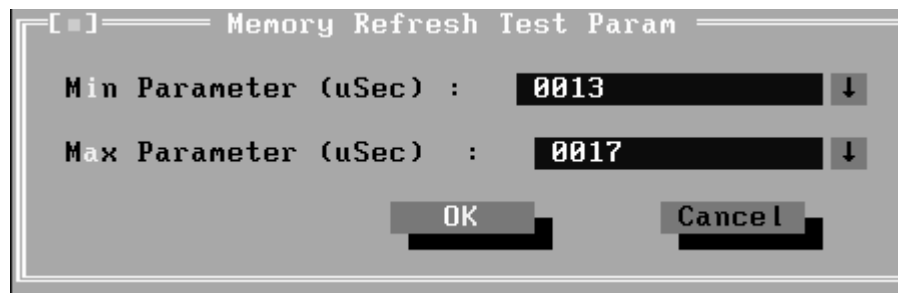 Memory Refresh Test Param
Min Parameter (uSec) : 0013 ↓
Max Parameter (uSec) : 0017 ↓
OK Cancel